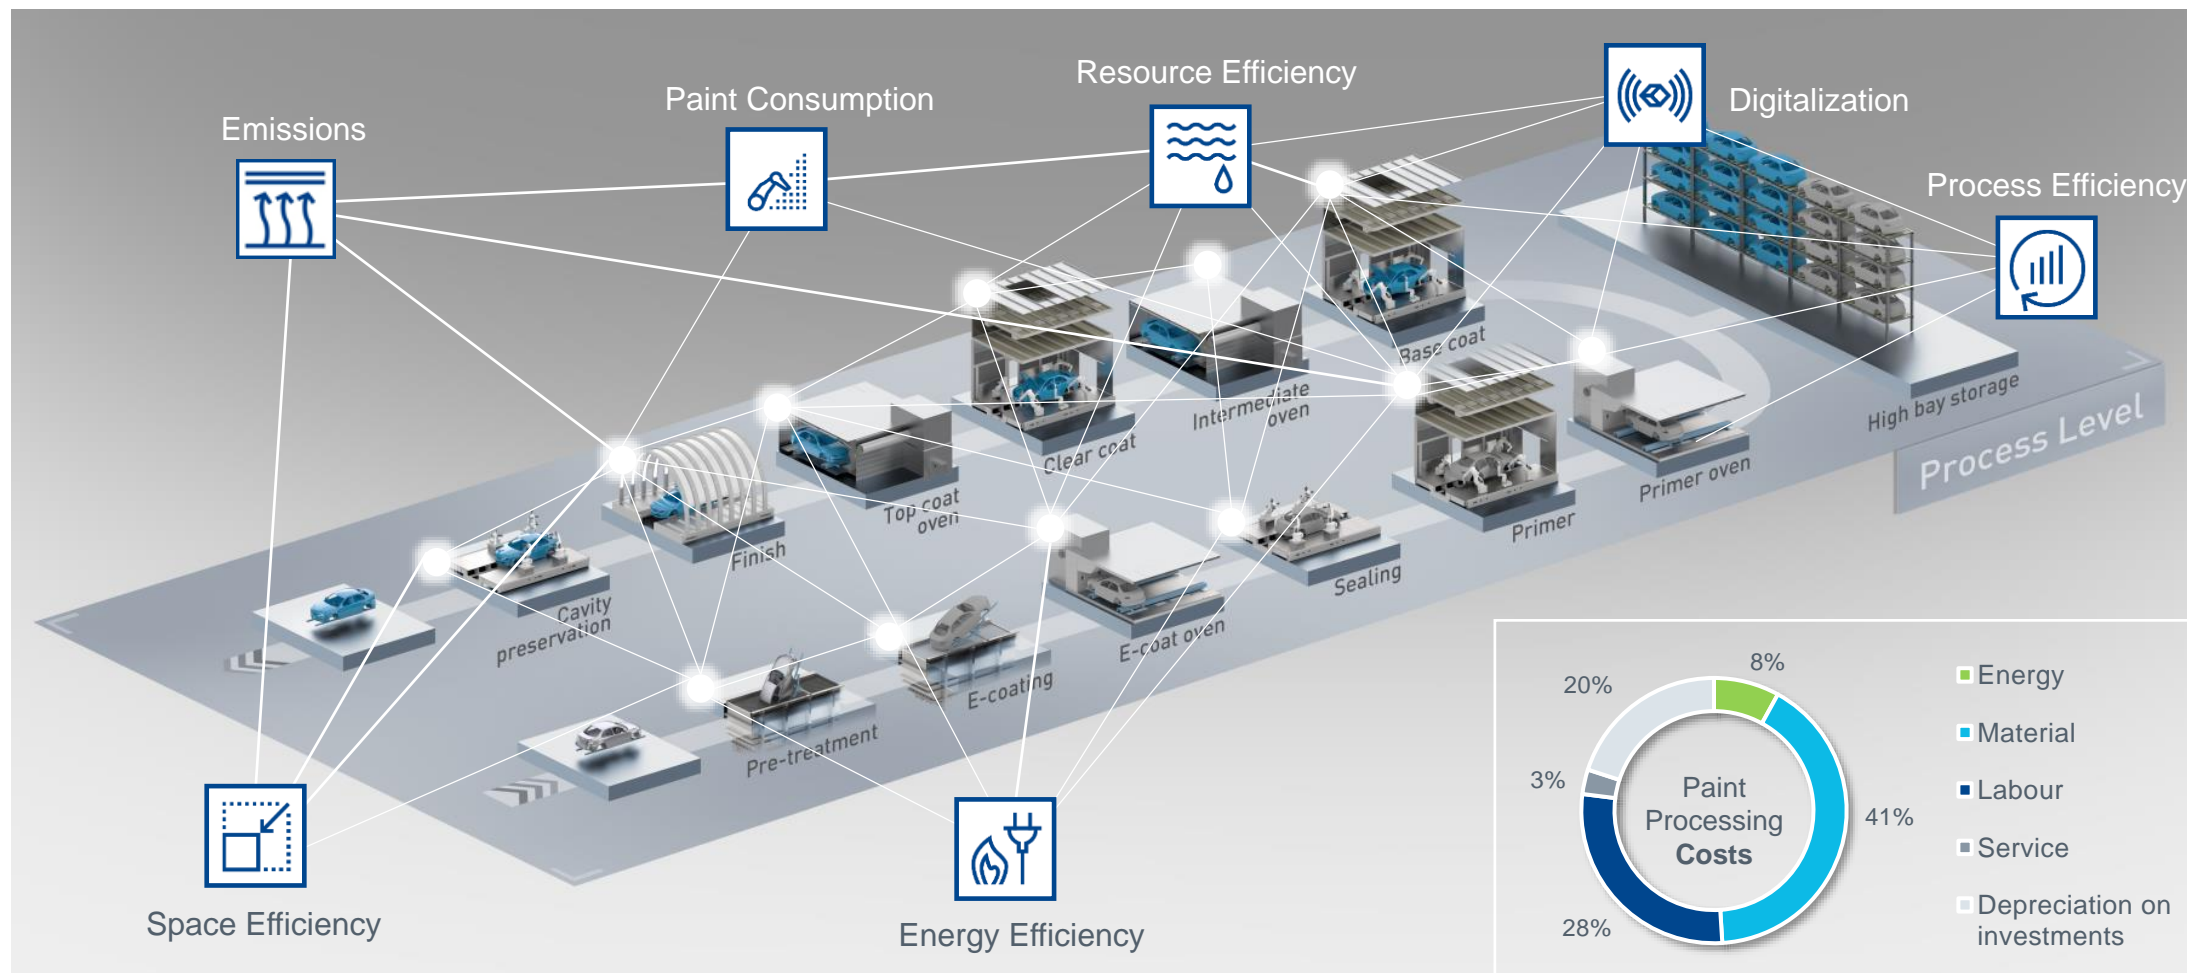 Resource Efficiency
Paint Consumption
Digitalization
Emissions
Process Efficiency
Base coat
Intermediate
oven
High bay storage
Process Level
Clear coat
Top coat
oven
Primer oven
Primer
Finish
Sealing
Cavity
preservation
E-coat oven
E-coating
Pre-treatment
Space Efficiency
Energy Efficiency
8%
20%
3%
41%
28%
Paint
Processing
Costs
Energy
Material
Labour
Service
Depreciation on
investments